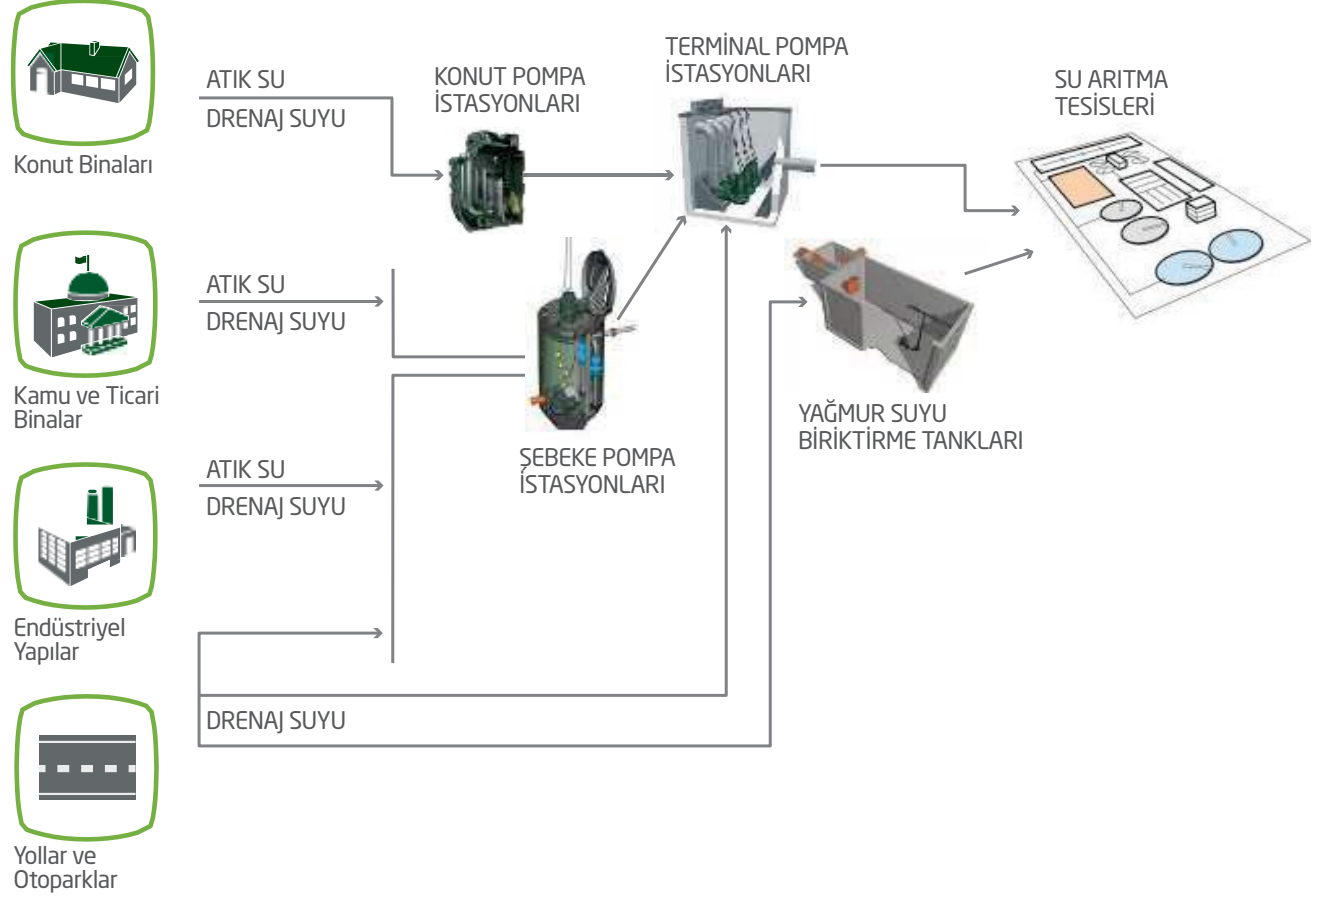 ATIK SU
DRENAJ SUYU
KONUT POMPA
İSTASYONLARI
TERMİNAL POMPA
İSTASYONLARI
SU ARITMA
TESİSLERİ
Konut Binaları
ATIK SU
DRENAJ SUYU
Kamu ve Ticari
Binalar
YAĞMUR SUYU
BİRİKTİRME TANKLARI
ŞEBEKE POMPA
İSTASYONLARI
ATIK SU
DRENAJ SUYU
Endüstriyel
Yapılar
DRENAJ SUYU
Yollar ve
Otoparklar